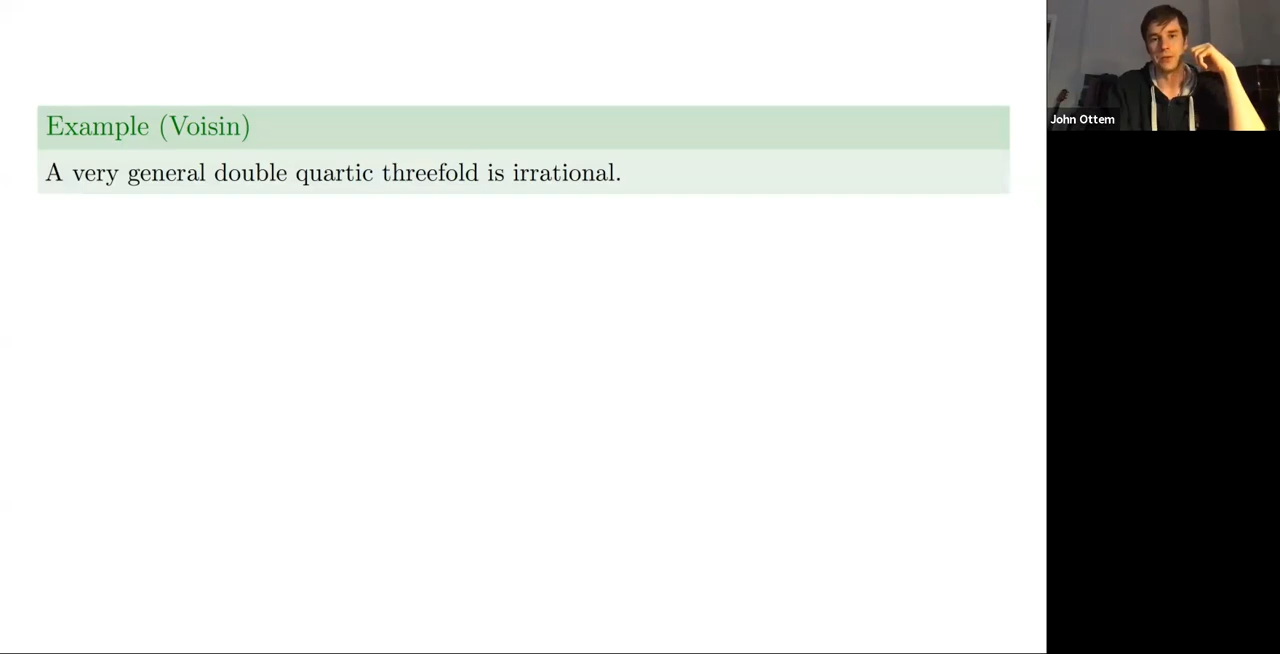 Example (Voisin)
A very general double quartic threefold is irrational.
John Ottem